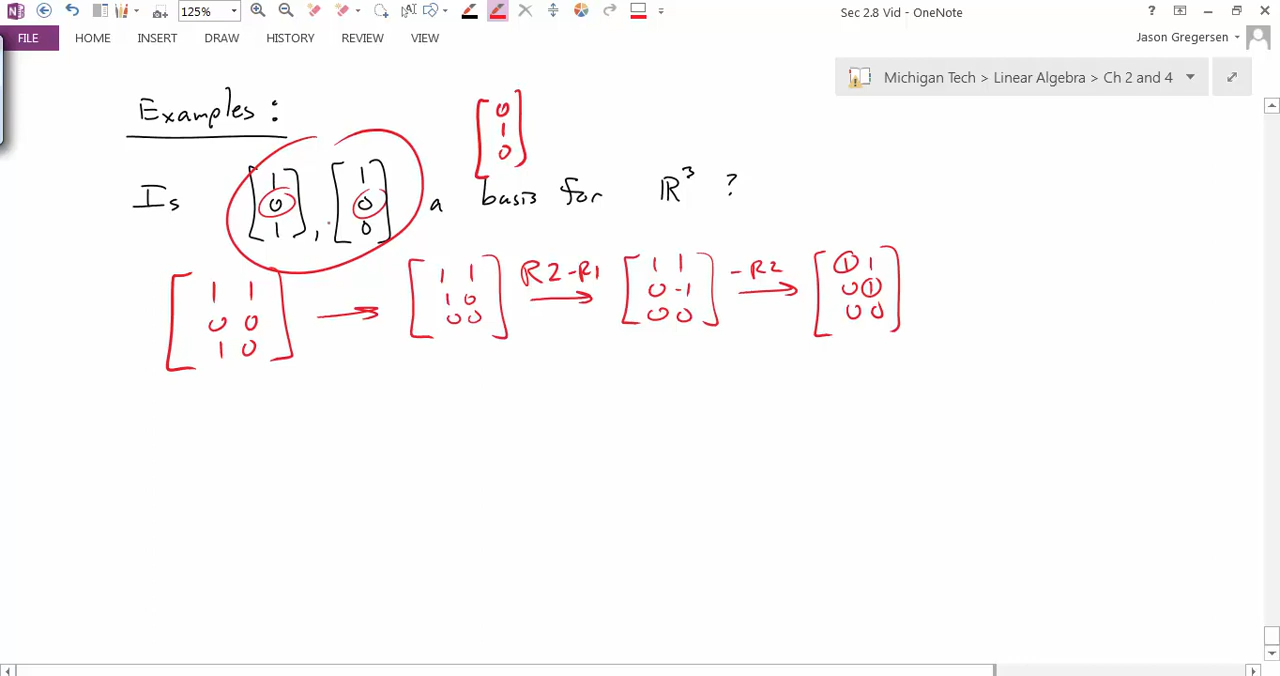 125%
Sec 2.8 Vid - OneNote
?
FILE HOME INSERT DRAW HISTORY REVIEW VIEW
Jason Gregersen
Michigan Tech > Linear Algebra > Ch 2 and 4
Examples:
[0 1 0]
Is [1 0 1], [1 0 0] a basis for ℝ³ ?
[1 1
0 0
1 0] → [1 1
1 0
0 0] R2-R1 → [1 1
0 -1
0 0] -R2 → [1 1
0 1
0 0]